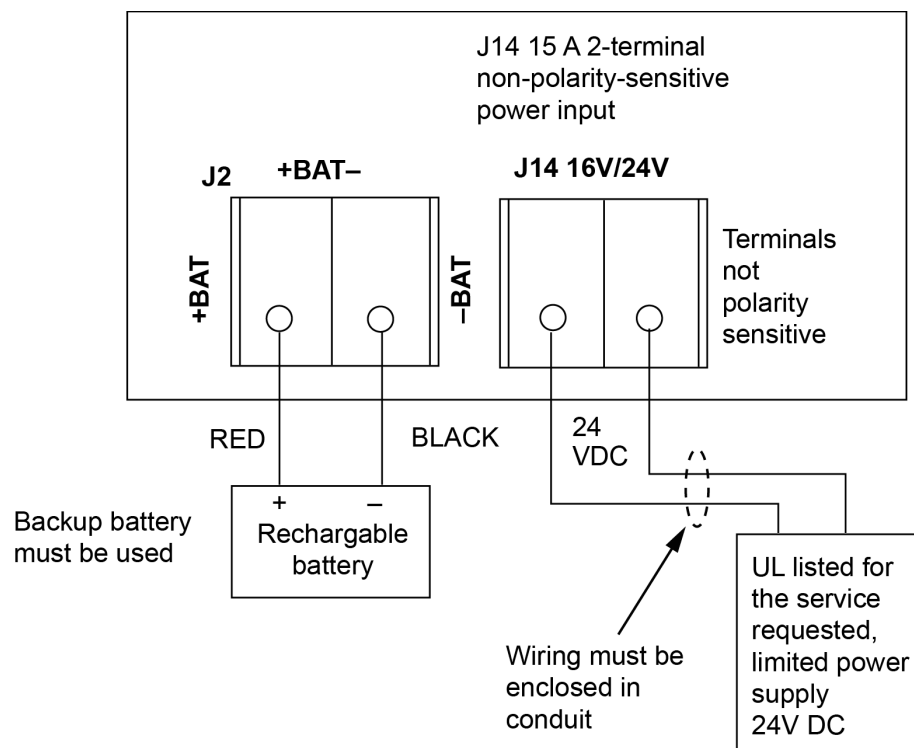 J14 15 A 2-terminal
non-polarity-sensitive
power input
J2
+BAT–
J14 16V/24V
+BAT
–BAT
Terminals
not
polarity
sensitive
RED
BLACK
24
VDC
+
–
Rechargable
battery
Backup battery
must be used
Wiring must be
enclosed in
conduit
UL listed for
the service
requested,
limited power
supply
24V DC